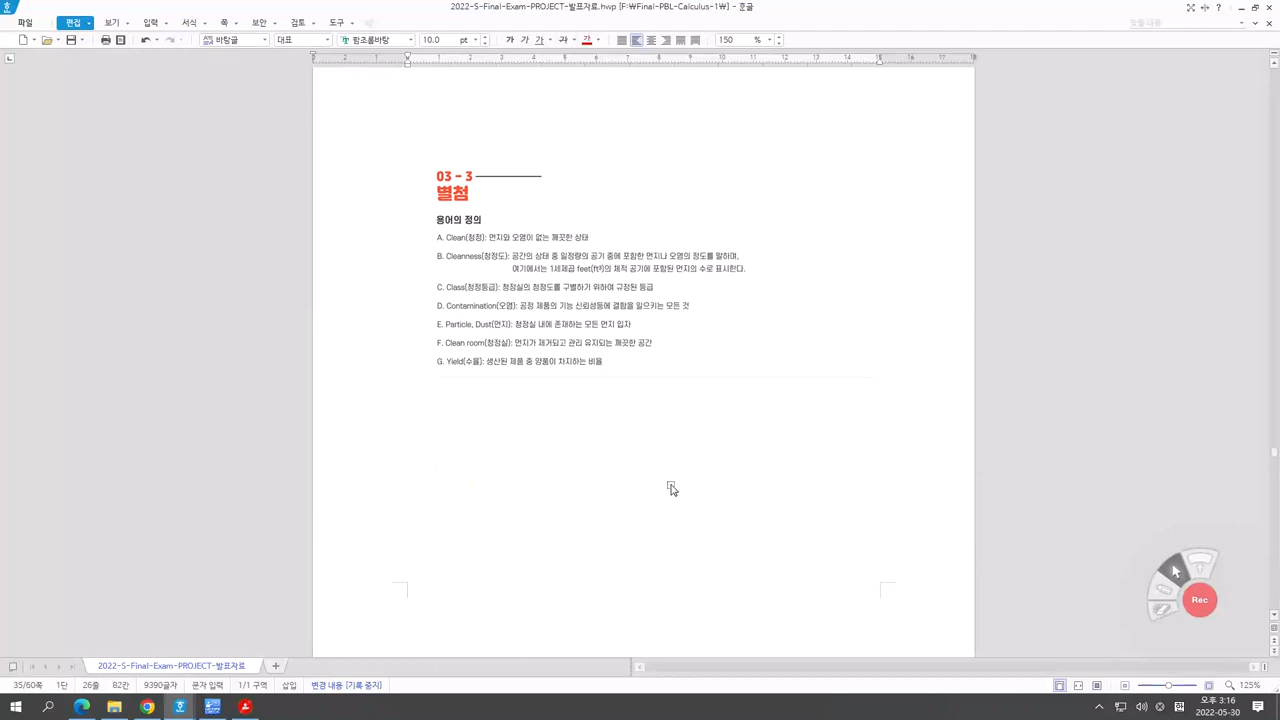 2022-S-Final-Exam-PROJECT-발표자료.hwp [F:₩Final-PBL-Calculus-1₩] - 한글
편집 보기 입력 서식 쪽 보안 검토 도구
파일
바탕글 대표 함초롬바탕 10.0 pt 가 가 가 가 가 150 %
03 - 3
별첨
용어의 정의
A. Clean(청정): 먼지와 오염이 없는 깨끗한 상태
B. Cleanness(청정도): 공간의 상태 중 일정량의 공기 중에 포함한 먼지나 오염의 정도를 말하며,
여기에서는 1세제곱 feet(ft³)의 체적 공기에 포함된 먼지의 수로 표시한다.
C. Class(청정등급): 청정실의 청정도를 구별하기 위하여 규정된 등급
D. Contamination(오염): 공정 제품의 기능 신뢰성등에 결함을 일으키는 모든 것
E. Particle, Dust(먼지): 청정실 내에 존재하는 모든 먼지 입자
F. Clean room(청정실): 먼지가 제거되고 관리 유지되는 깨끗한 공간
G. Yield(수율): 생산된 제품 중 양품이 차지하는 비율
Rec
2022-S-Final-Exam-PROJECT-발표자료
35/60쪽 1단 26줄 82칸 9390글자 문자 입력 1/1 구역 삽입 변경 내용 [기록 중지] 125%
오후 3:16
2022-05-30